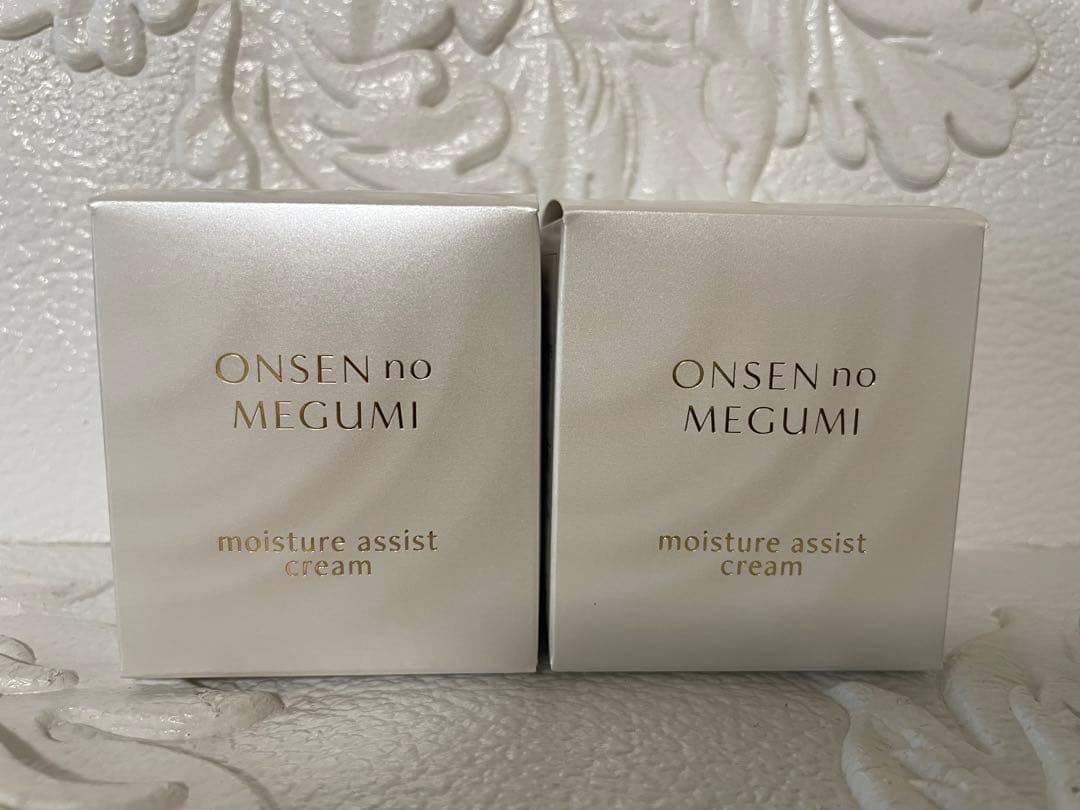 ONSEN no
MEGUMI
moisture assist
cream
ONSEN no
MEGUMI
moisture assist
cream